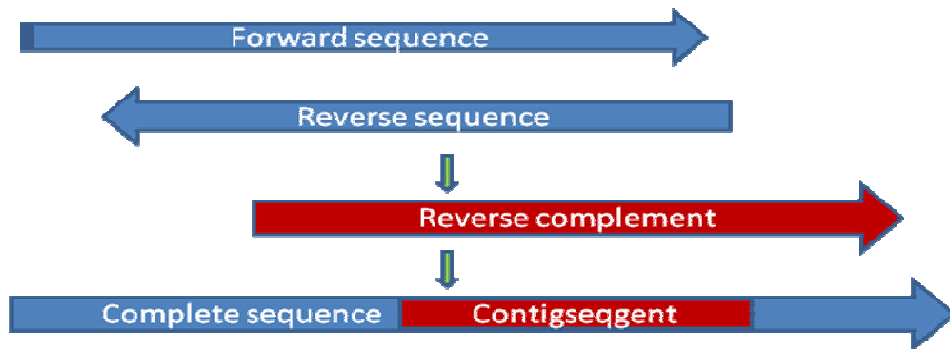 Forward sequence
Reverse sequence
Reverse complement
Complete sequence Contigseqgent